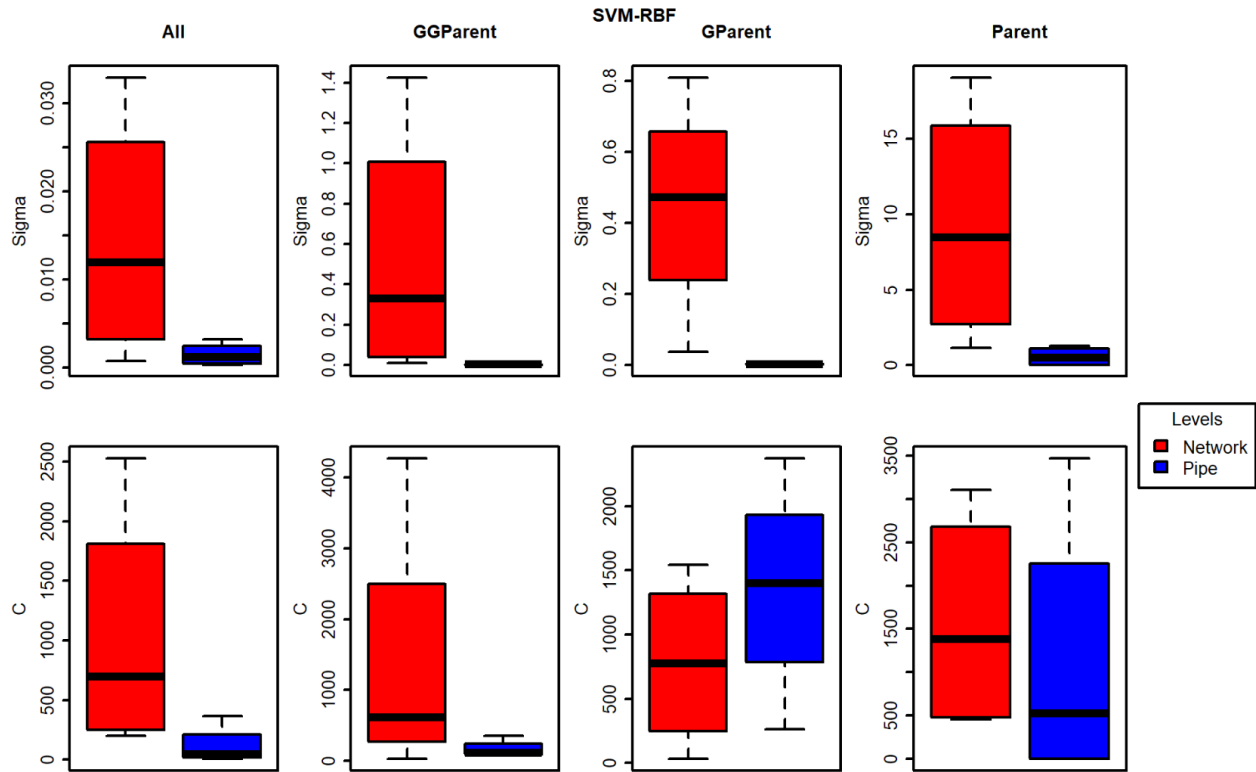 SVM-RBF
All
GGParent
GParent
Parent
Sigma
0.000
0.010
0.020
0.030
Sigma
0.0
0.2
0.4
0.6
0.8
1.0
1.2
1.4
Sigma
0.0
0.2
0.4
0.6
0.8
Sigma
0
5
10
15
C
0
500
1000
1500
2000
2500
C
0
1000
2000
3000
4000
C
0
500
1000
1500
2000
C
0
500
1500
2500
3500
Levels
Network
Pipe